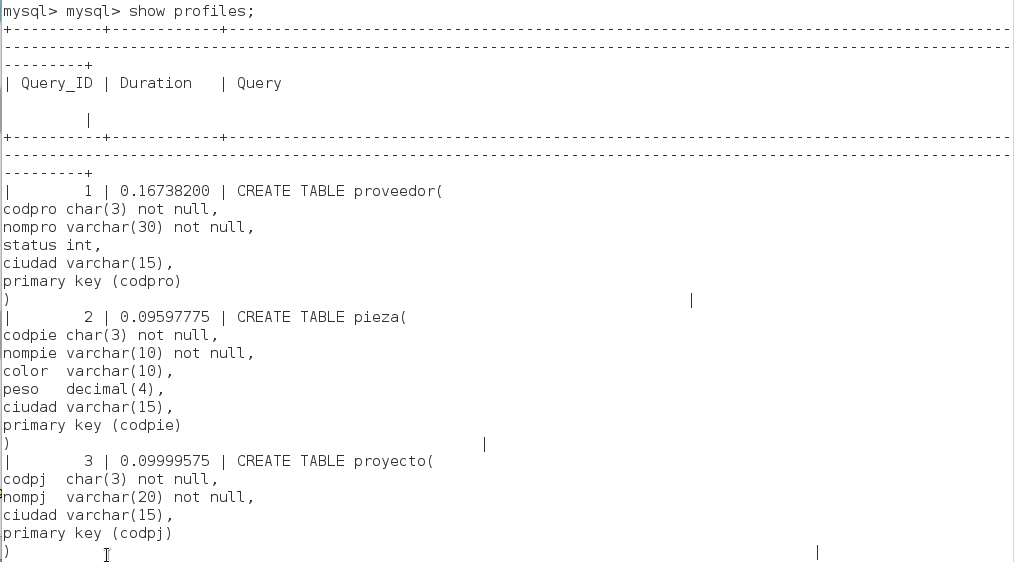 mysql> mysql> show profiles;
+----------+------------+---------------------------------------------------------------------------------------
----------------------------------------------------------------------------------------------------------------
---------+
| Query_ID | Duration   | Query
         |
+----------+------------+---------------------------------------------------------------------------------------
----------------------------------------------------------------------------------------------------------------
---------+
|        1 | 0.16738200 | CREATE TABLE proveedor(
codpro char(3) not null,
nompro varchar(30) not null,
status int,
ciudad varchar(15),
primary key (codpro)
)                                                                            |
|        2 | 0.09597775 | CREATE TABLE pieza(
codpie char(3) not null,
nompie varchar(10) not null,
color  varchar(10),
peso   decimal(4),
ciudad varchar(15),
primary key (codpie)
)                                                     |
|        3 | 0.09999575 | CREATE TABLE proyecto(
codpj  char(3) not null,
nompj  varchar(20) not null,
ciudad varchar(15),
primary key (codpj)
)                                                                                          |